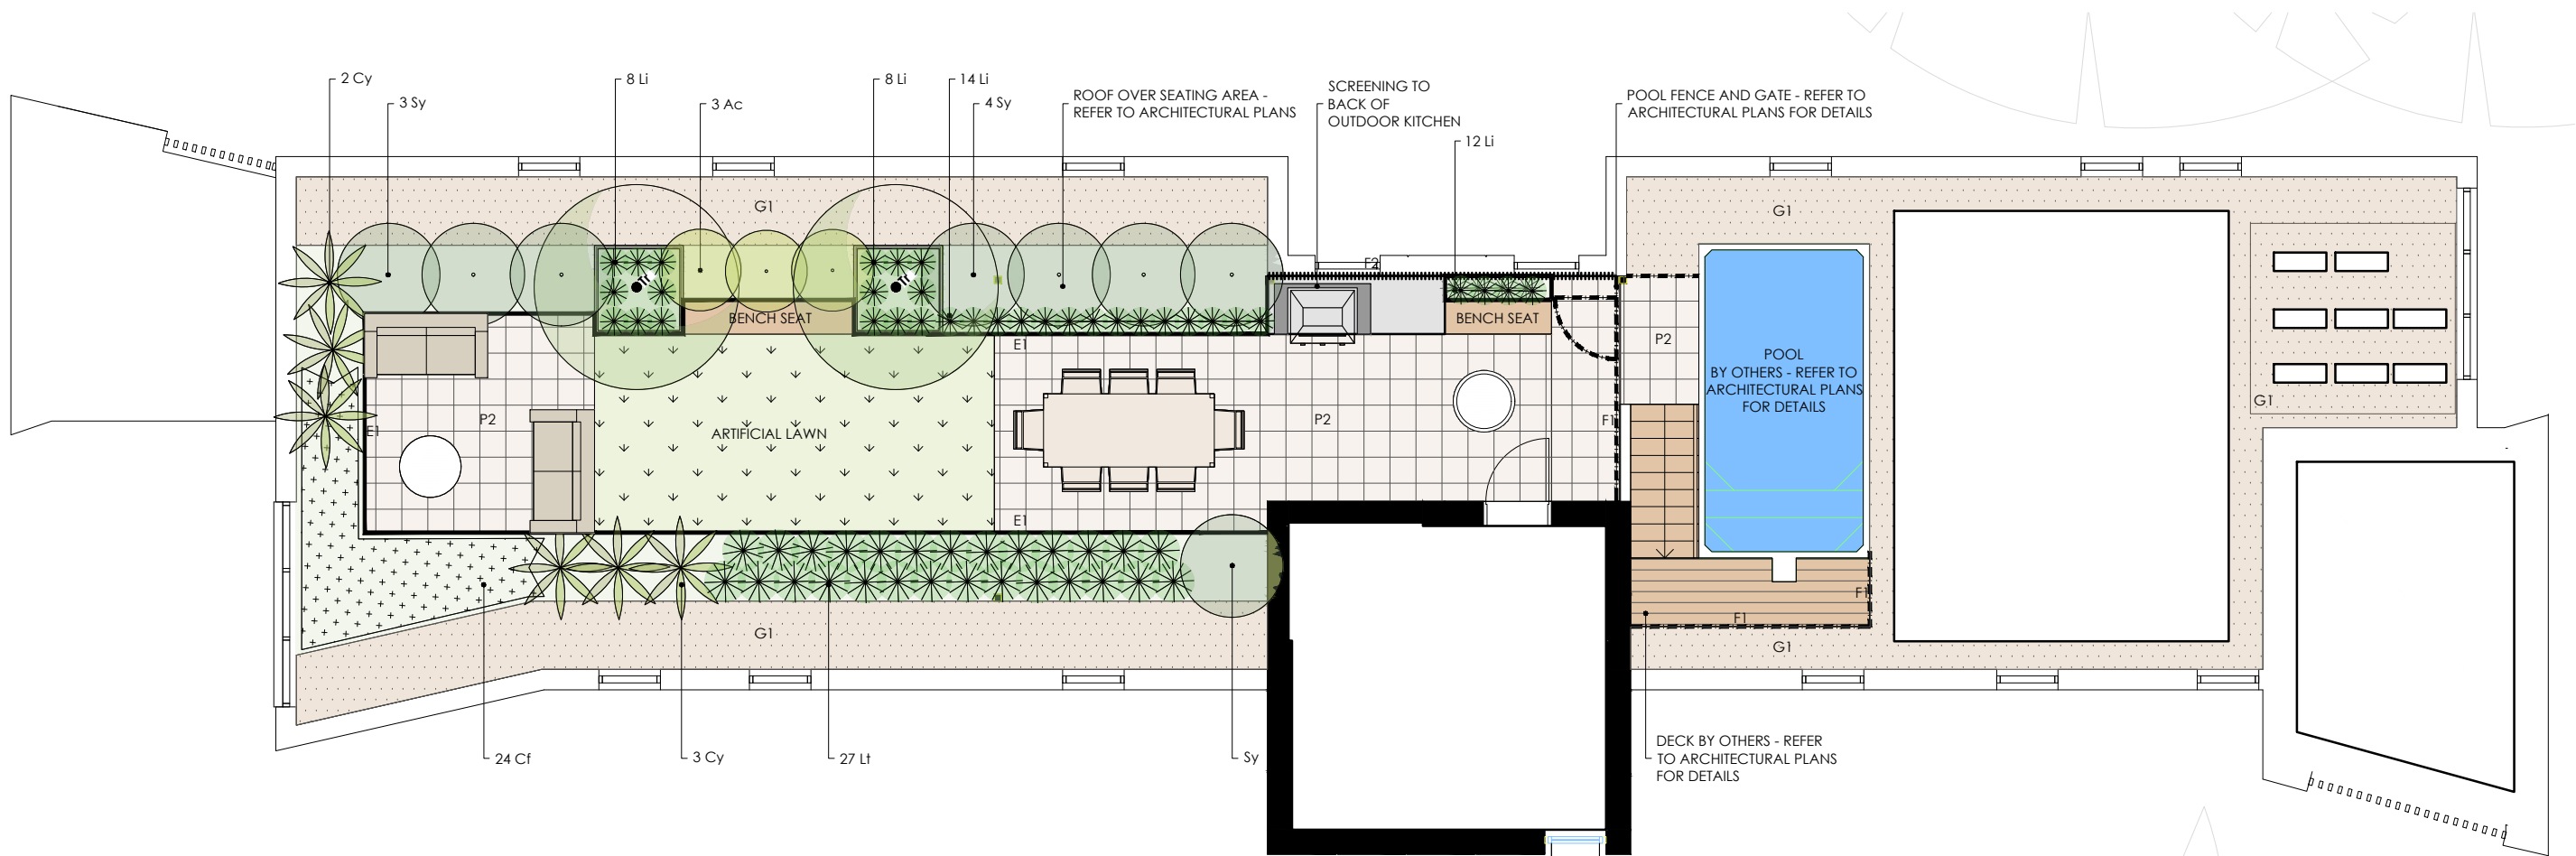 2 Cy
3 Sy
8 Li
3 Ac
8 Li
14 Li
4 Sy
ROOF OVER SEATING AREA -
REFER TO ARCHITECTURAL PLANS
SCREENING TO
BACK OF
OUTDOOR KITCHEN
12 Li
POOL FENCE AND GATE - REFER TO
ARCHITECTURAL PLANS FOR DETAILS
G1
G1
F2
Tr
Tr
BENCH SEAT
BENCH SEAT
E1
P2
POOL
BY OTHERS - REFER TO
ARCHITECTURAL PLANS
FOR DETAILS
G1
E1
P2
ARTIFICIAL LAWN
P2
F1
E1
F1
F1
G1
G1
24 Cf
3 Cy
27 Lt
Sy
DECK BY OTHERS - REFER
TO ARCHITECTURAL PLANS
FOR DETAILS